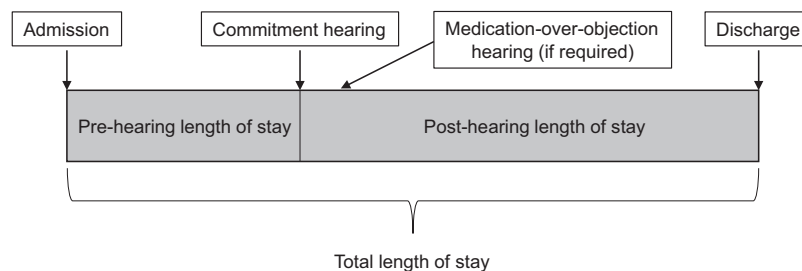 Admission
Commitment hearing
Medication-over-objection
hearing (if required)
Discharge
Pre-hearing length of stay
Post-hearing length of stay
Total length of stay